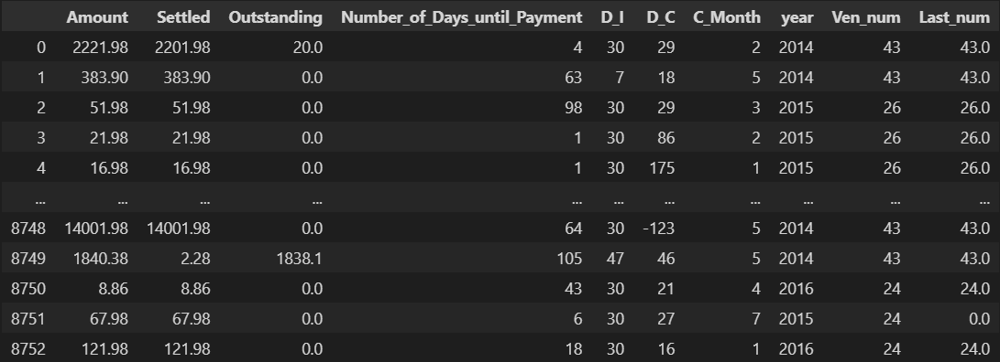 Amount Settled Outstanding Number_of_Days_until_Payment D_I D_C C_Month year Ven_num Last_num
0 2221.98 2201.98 20.0 4 30 29 2 2014 43 43.0
1 383.90 383.90 0.0 63 7 18 5 2014 43 43.0
2 51.98 51.98 0.0 98 30 29 3 2015 26 26.0
3 21.98 21.98 0.0 1 30 86 2 2015 26 26.0
4 16.98 16.98 0.0 1 30 175 1 2015 26 26.0
... ... ... ... ... ... ... ... ... ... ...
8748 14001.98 14001.98 0.0 64 30 -123 5 2014 43 43.0
8749 1840.38 2.28 1838.1 105 47 46 5 2014 43 43.0
8750 8.86 8.86 0.0 43 30 21 4 2016 24 24.0
8751 67.98 67.98 0.0 6 30 27 7 2015 24 0.0
8752 121.98 121.98 0.0 18 30 16 1 2016 24 24.0